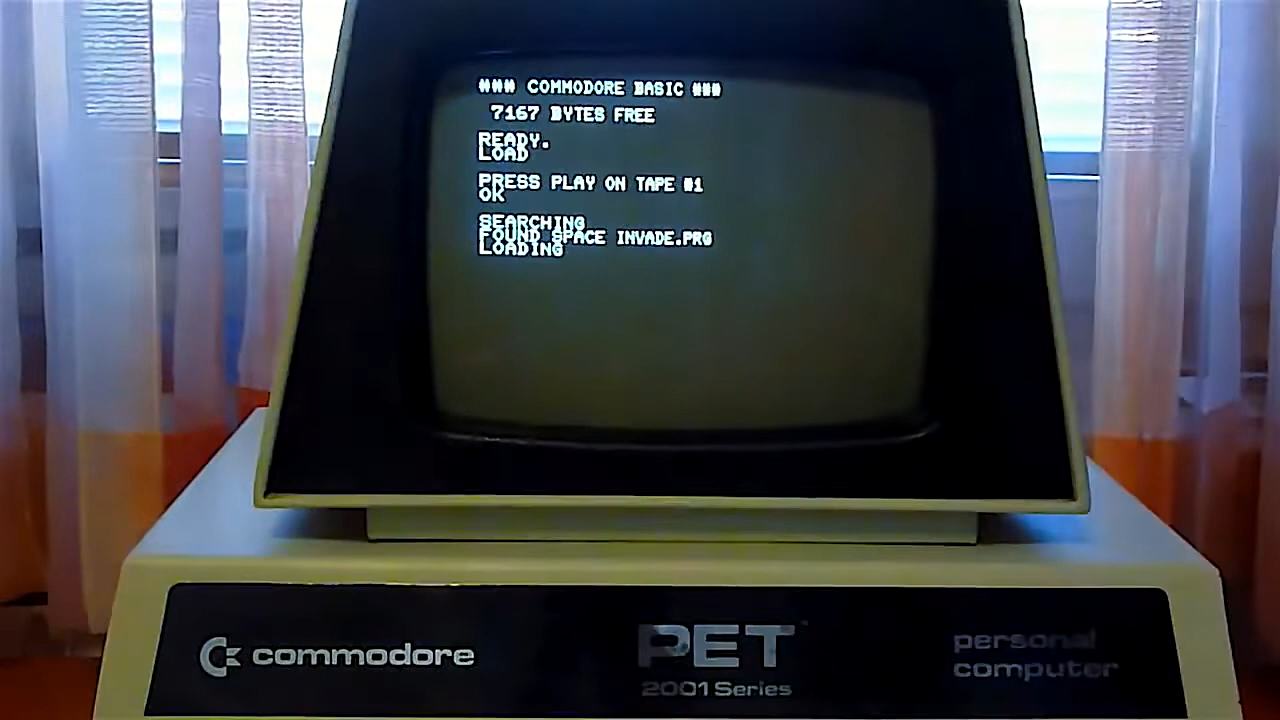 ### COMMODORE BASIC ###
7167 BYTES FREE
READY.
LOAD
PRESS PLAY ON TAPE #1
OK
SEARCHING
FOUND SPACE INVADE.PRG
LOADING
commodore
PET
2001 Series
personal
computer